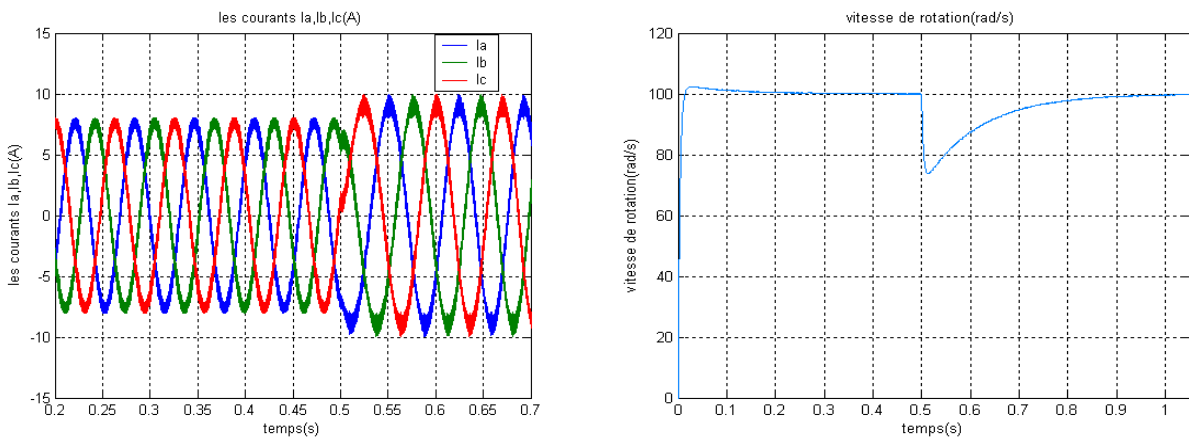 les courants Ia,Ib,Ic(A)
Ia
Ib
Ic
15
10
5
0
-5
-10
-15
les courants Ia,Ib,Ic(A)
0.2 0.25 0.3 0.35 0.4 0.45 0.5 0.55 0.6 0.65 0.7
temps(s)
vitesse de rotation(rad/s)
120
100
80
60
40
20
0
vitesse de rotation(rad/s)
0 0.1 0.2 0.3 0.4 0.5 0.6 0.7 0.8 0.9 1
temps(s)